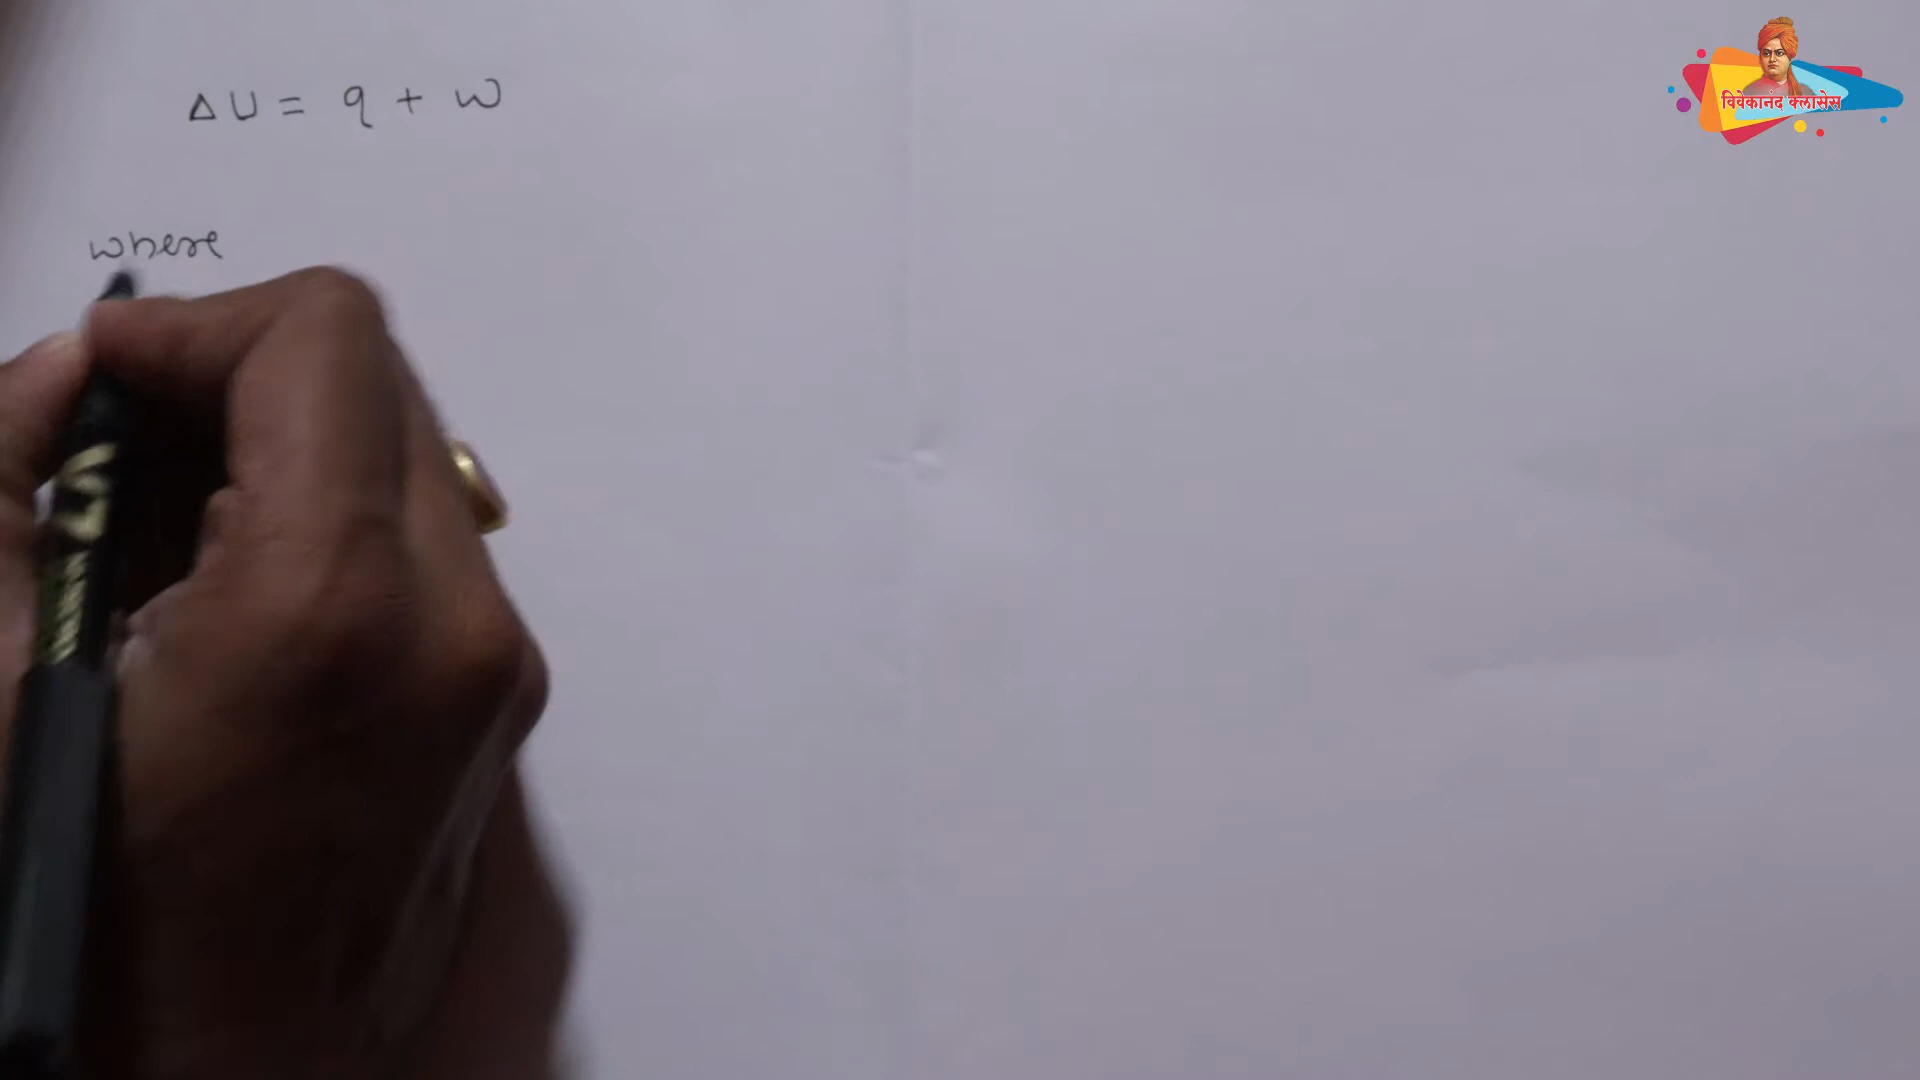 ΔU = q + w
विवेकानंद क्लासेस
where